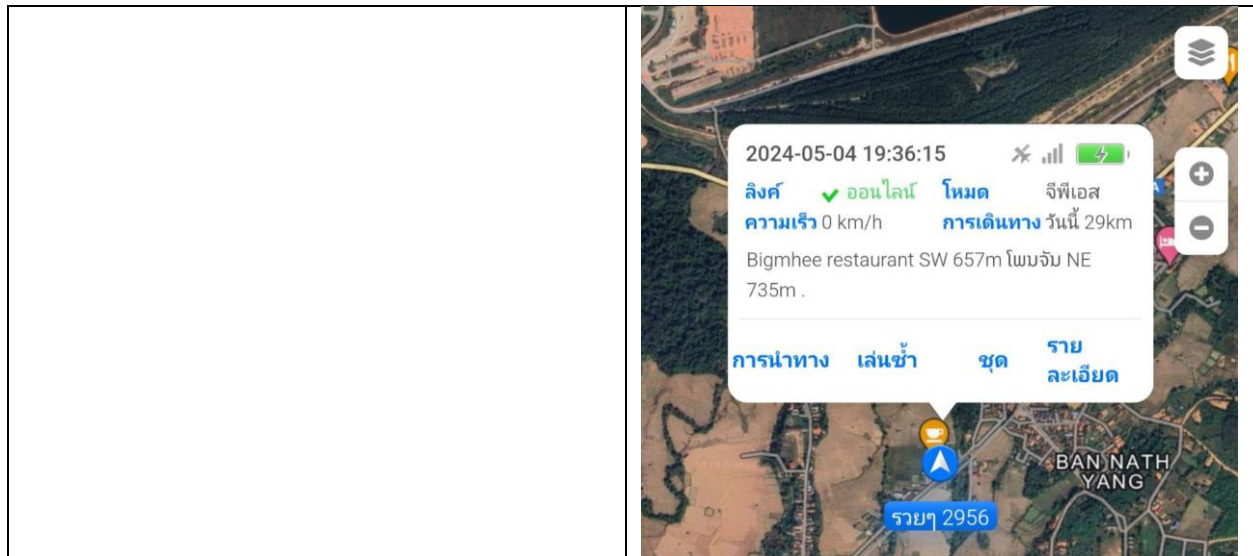 2024-05-04 19:36:15
ลิงค์ ออนไลน์ โหมด จีพีเอส
ความเร็ว 0 km/h การเดินทาง วันนี้ 29km
Bigmhee restaurant SW 657m โพนจัน NE
735m .
การนำทาง เล่นซ้ำ ชุด ราย
ละเอียด
BAN NATH
YANG
รวยๆ 2956